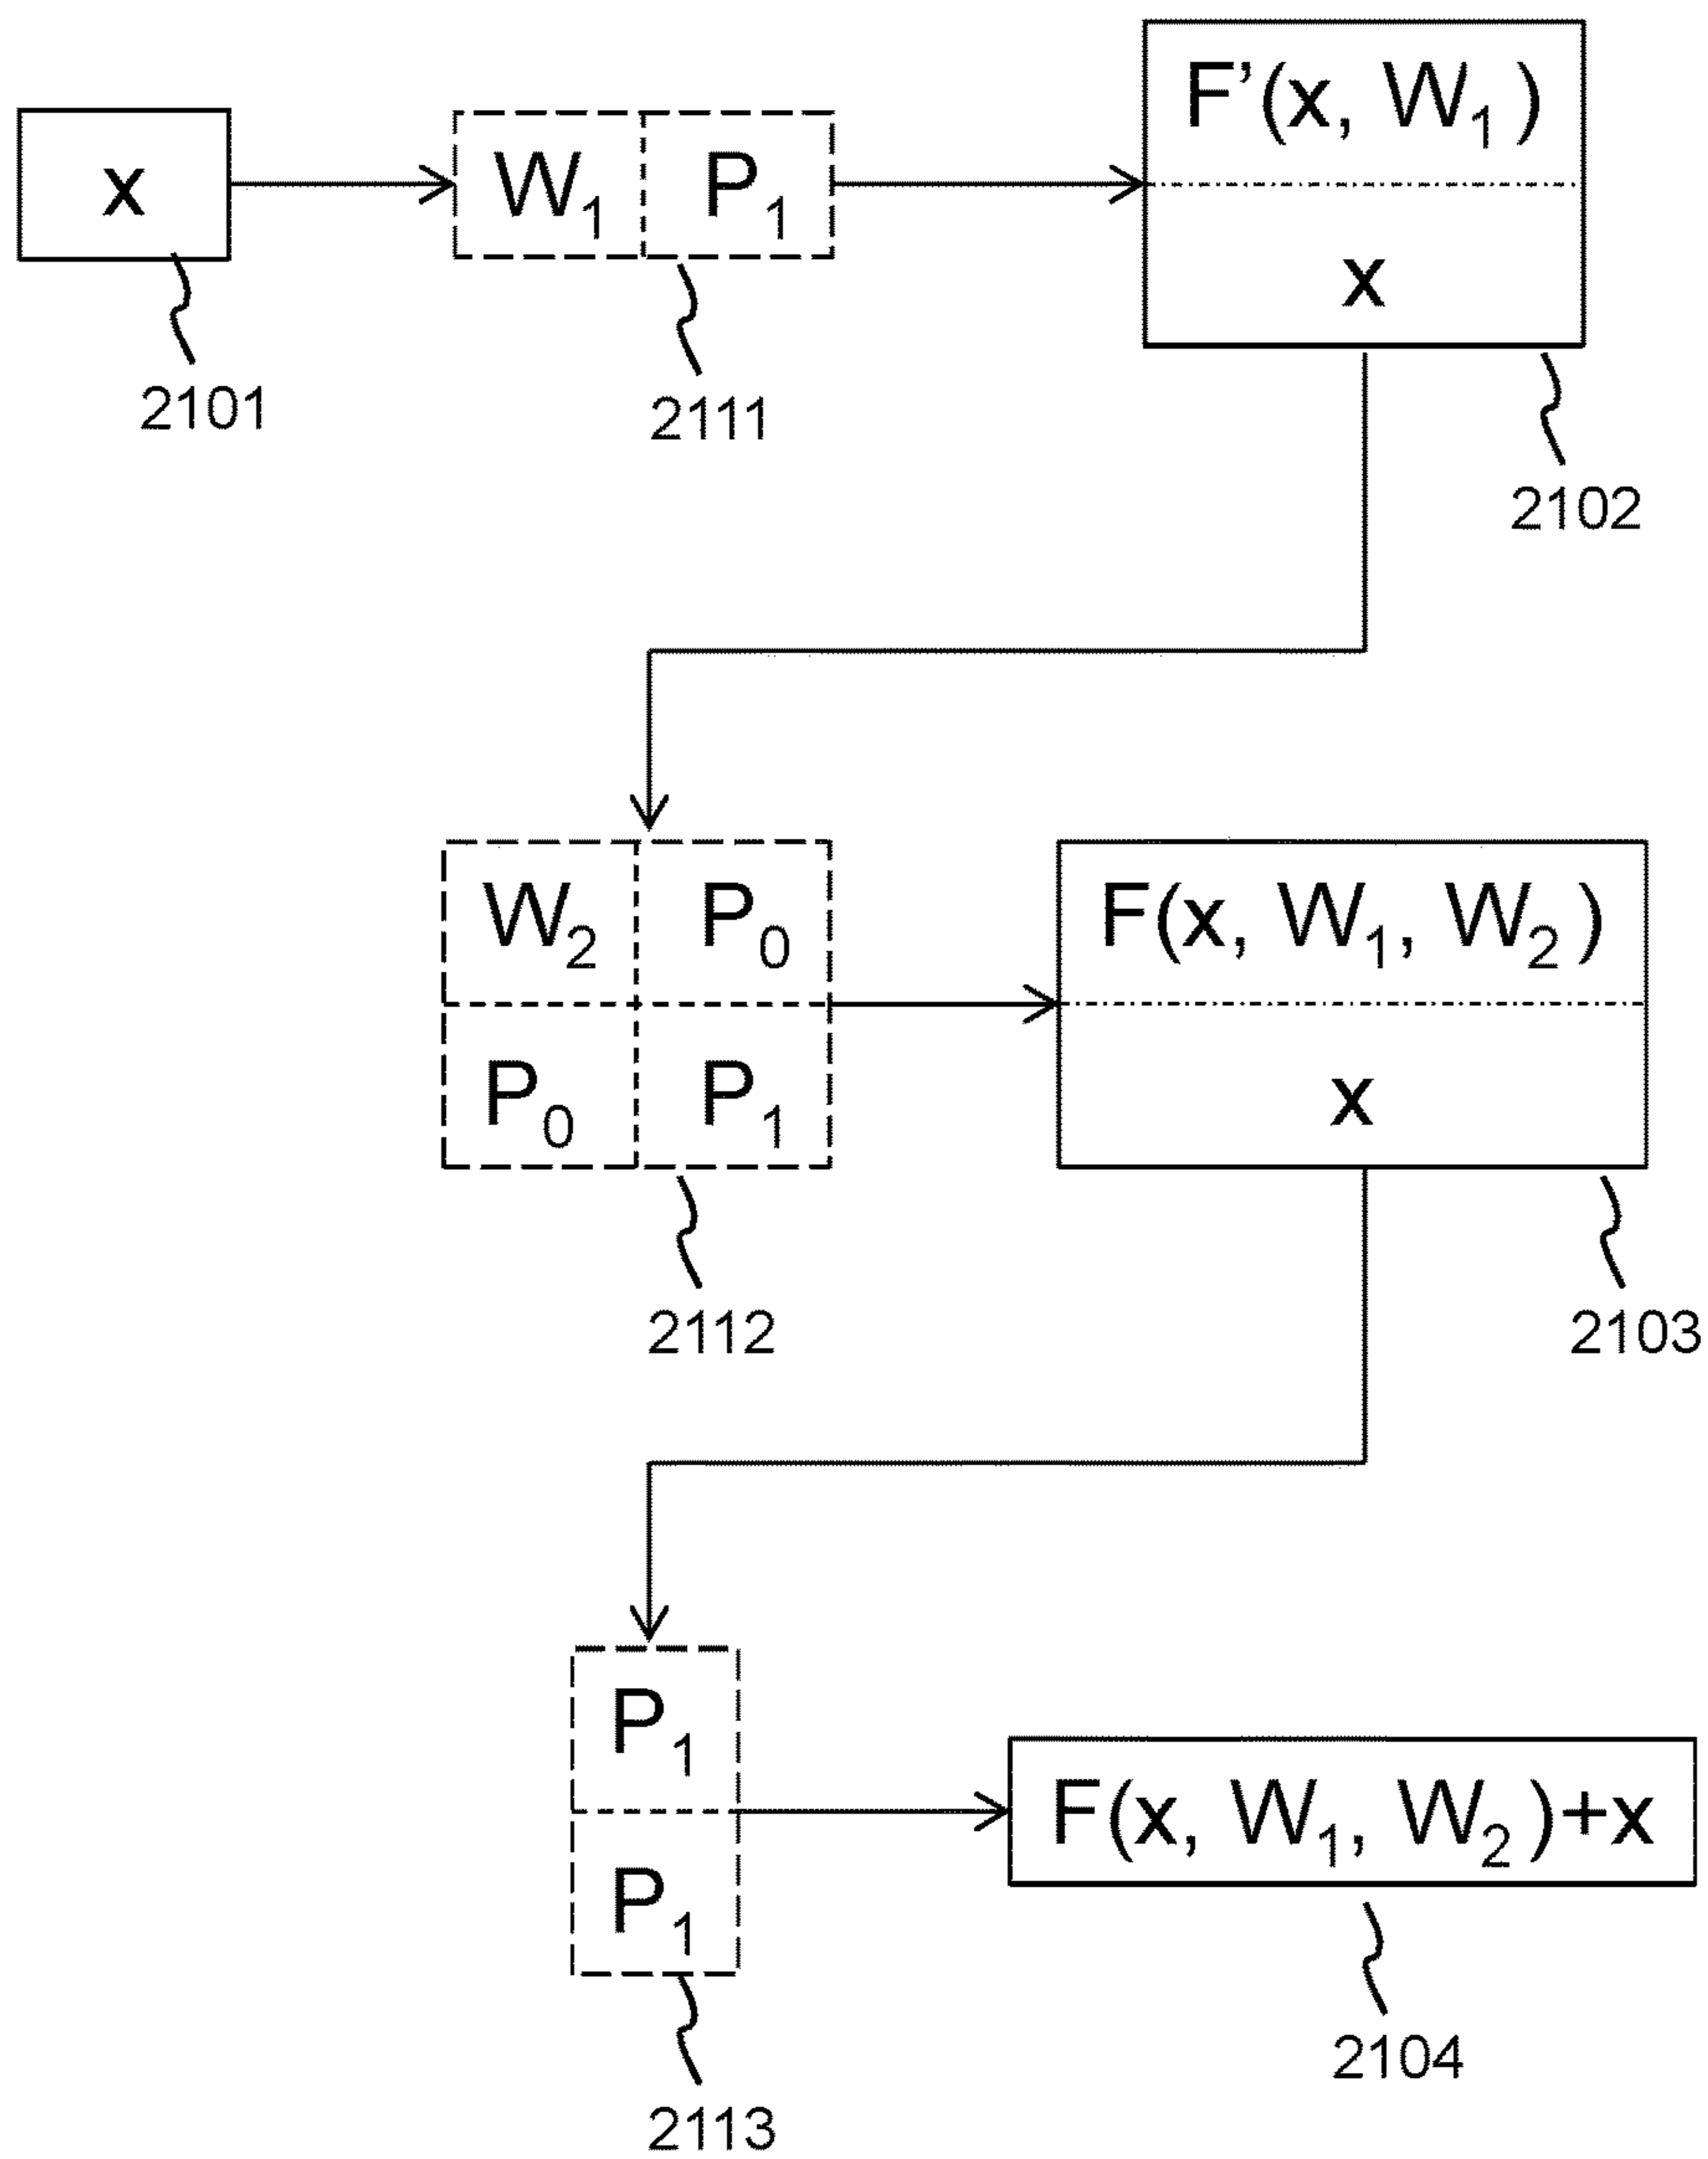 x
W₁ P₁
F'(x, W₁)
x
2101
2111
2102
W₂ P₀
P₀ P₁
F(x, W₁, W₂)
x
2112
2103
P₁
P₁
F(x, W₁, W₂)+x
2104
2113